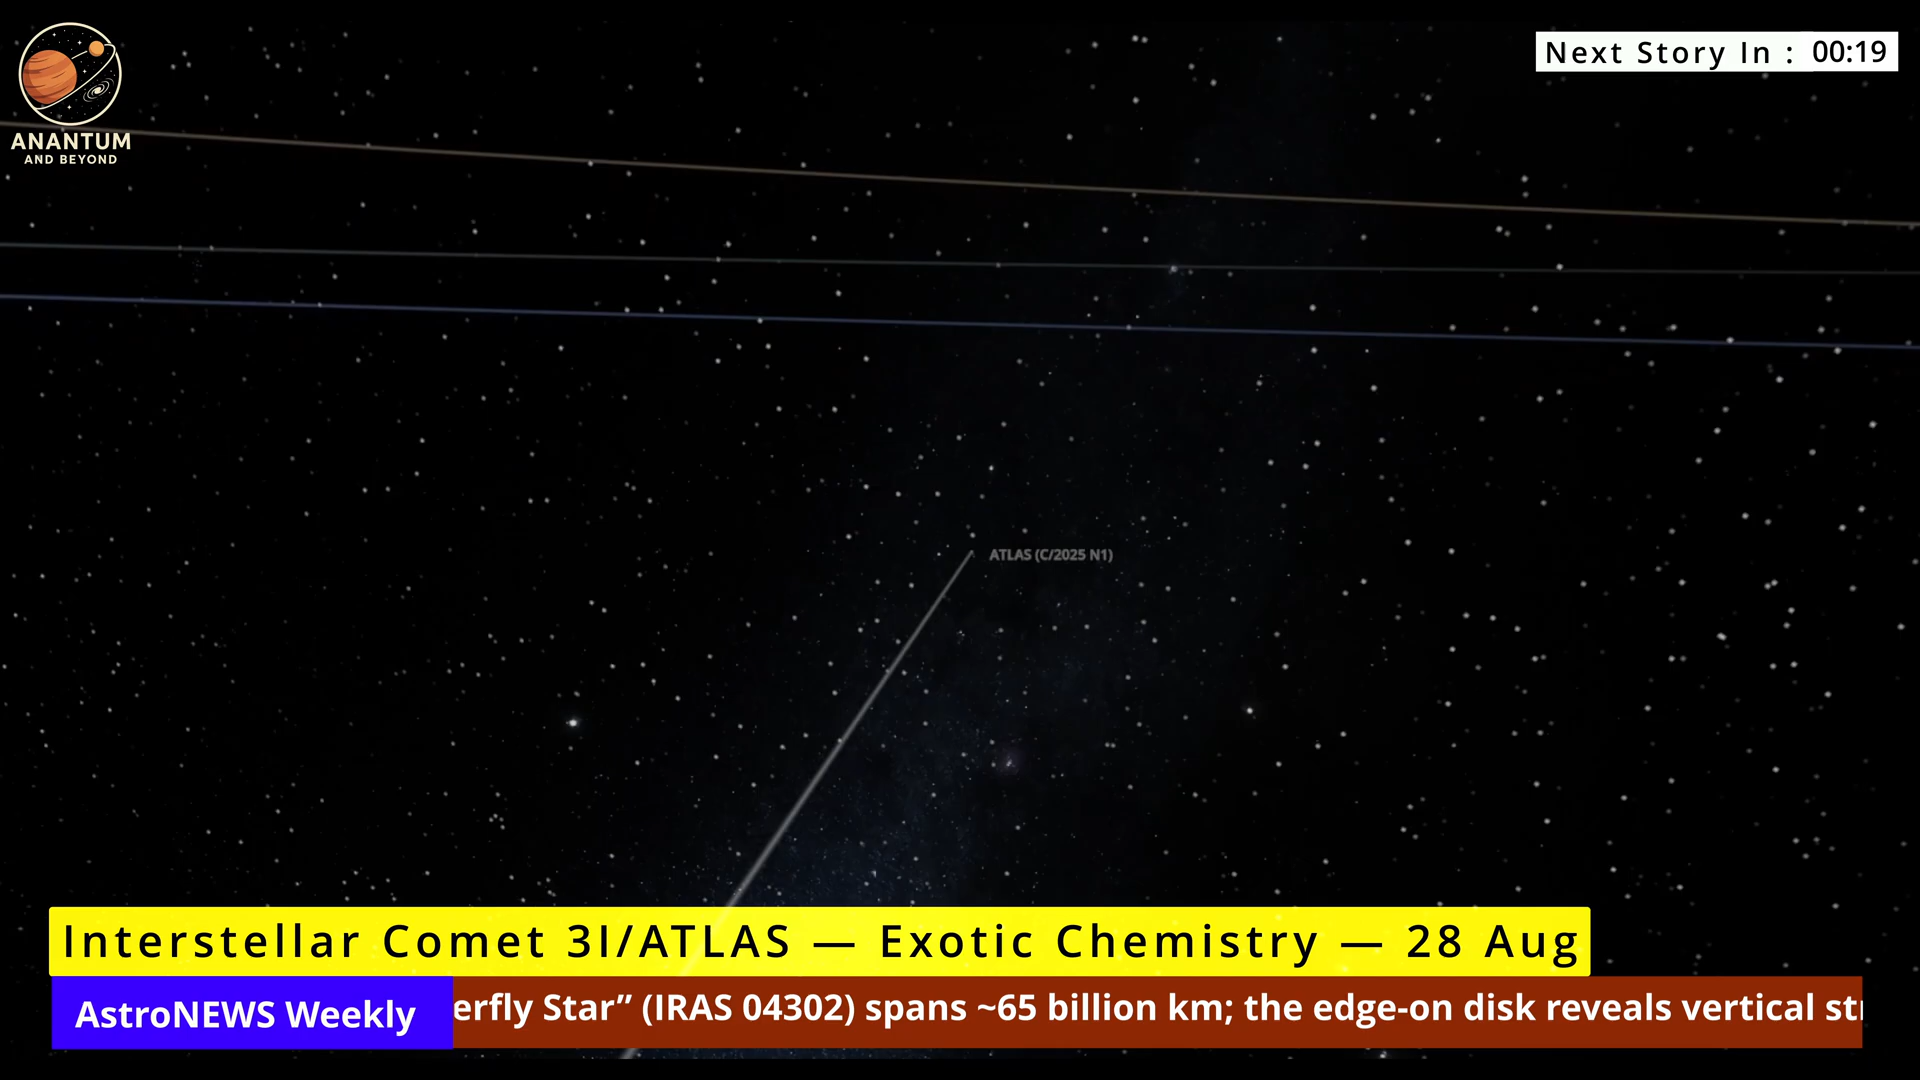 ANANTUM
AND BEYOND
Next Story In : 00:19
ATLAS (C/2025 N1)
Interstellar Comet 3I/ATLAS — Exotic Chemistry — 28 Aug
AstroNEWS Weekly
erfly Star” (IRAS 04302) spans ~65 billion km; the edge-on disk reveals vertical